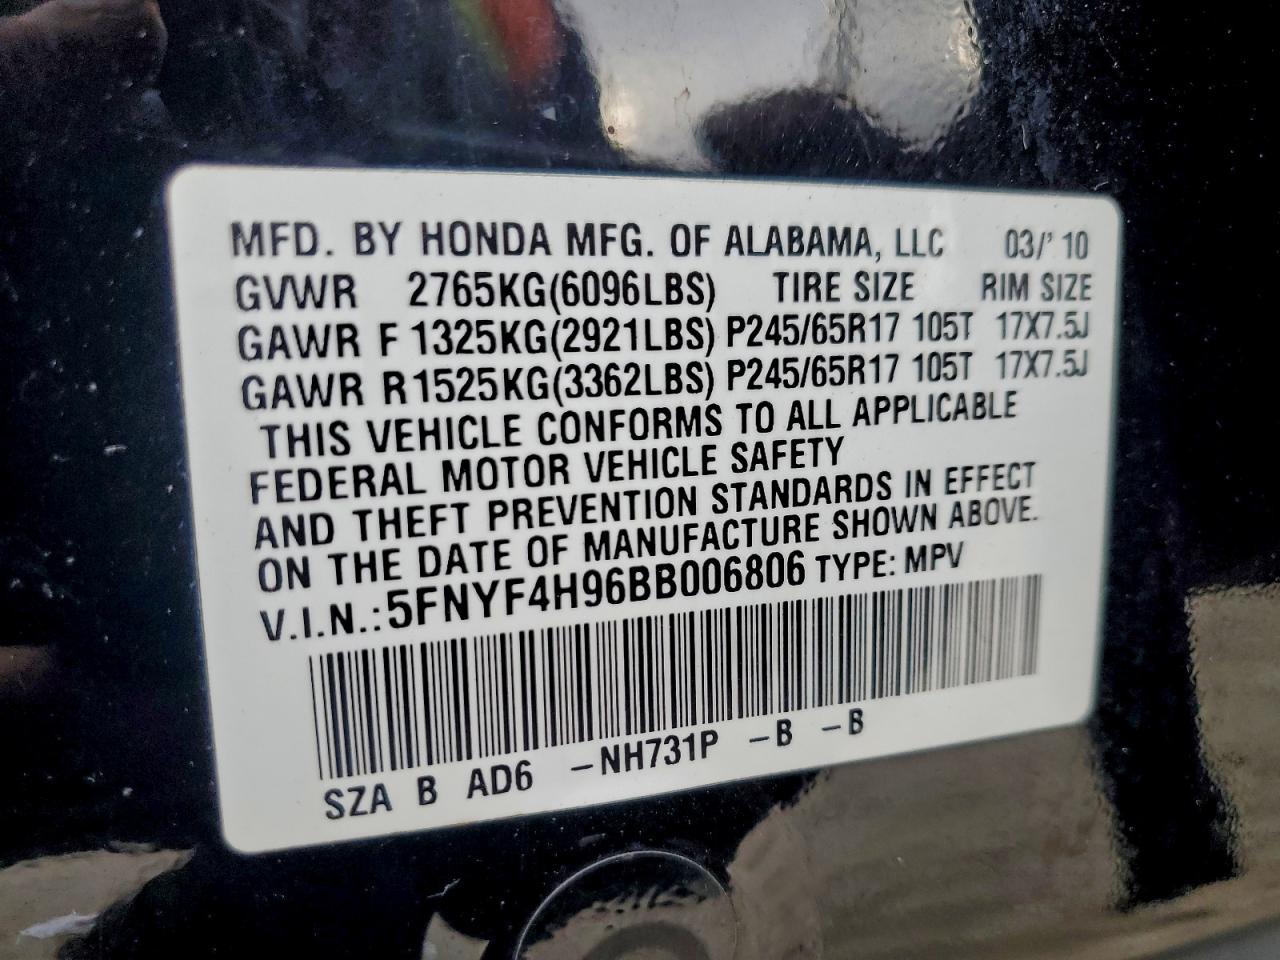 MFD. BY HONDA MFG. OF ALABAMA, LLC 03/'10
GVWR 2765KG(6096LBS) TIRE SIZE RIM SIZE
GAWR F 1325KG(2921LBS) P245/65R17 105T 17X7.5J
GAWR R 1525KG(3362LBS) P245/65R17 105T 17X7.5J
THIS VEHICLE CONFORMS TO ALL APPLICABLE
FEDERAL MOTOR VEHICLE SAFETY
AND THEFT PREVENTION STANDARDS IN EFFECT
ON THE DATE OF MANUFACTURE SHOWN ABOVE.
V.I.N.: 5FNYF4H96BB006806 TYPE: MPV
SZA B AD6 -NH731P -B -B